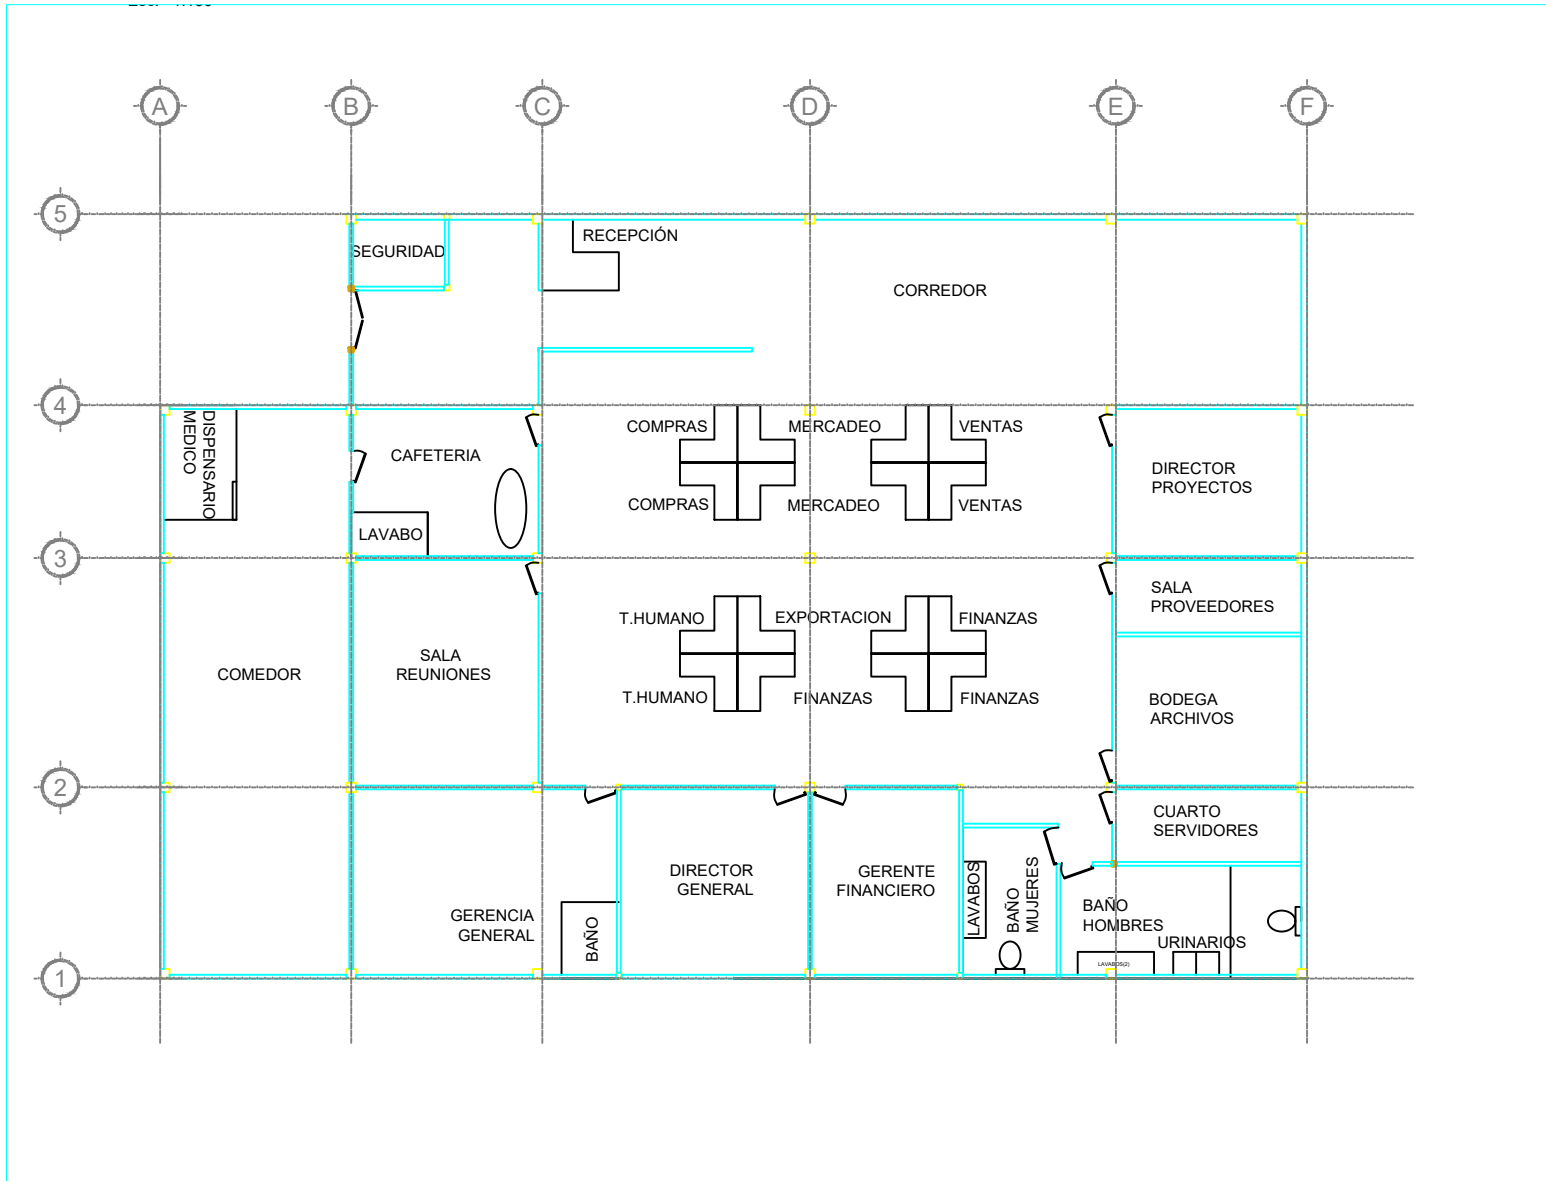 A B C D E F
5
SEGURIDAD
RECEPCIÓN
CORREDOR
4
DISPENSARIO
MEDICO
CAFETERIA
LAVABO
COMPRAS MERCADEO VENTAS
COMPRAS MERCADEO VENTAS
DIRECTOR
PROYECTOS
3
SALA
PROVEEDORES
T.HUMANO EXPORTACION FINANZAS
COMEDOR
SALA
REUNIONES
T.HUMANO FINANZAS FINANZAS
BODEGA
ARCHIVOS
2
CUARTO
SERVIDORES
GERENCIA
GENERAL
BAÑO
DIRECTOR
GENERAL
GERENTE
FINANCIERO
LAVABOS
BAÑO
MUJERES
BAÑO
HOMBRES
URINARIOS
LAVABOS(2)
1